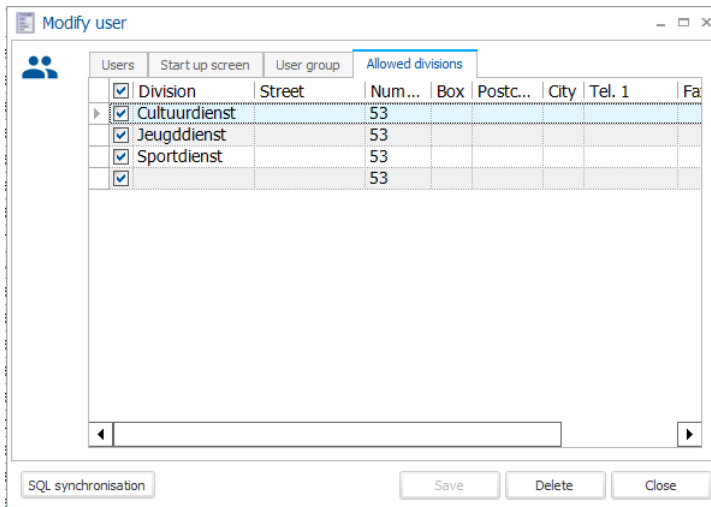 Modify user
Users Start up screen User group Allowed divisions
Division Street Num... Box Postc... City Tel. 1 Fa
Cultuurdienst 53
Jeugddienst 53
Sportdienst 53
53
SQL synchronisation Save Delete Close